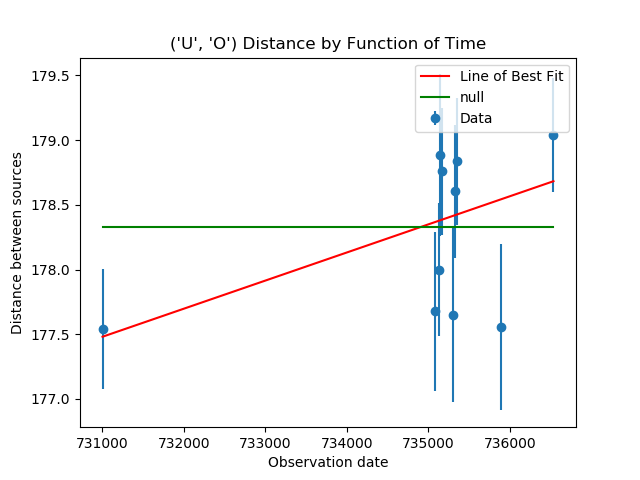 ('U', 'O') Distance by Function of Time
179.5
179.0
178.5
178.0
177.5
177.0
Distance between sources
Line of Best Fit
null
Data
731000 732000 733000 734000 735000 736000
Observation date